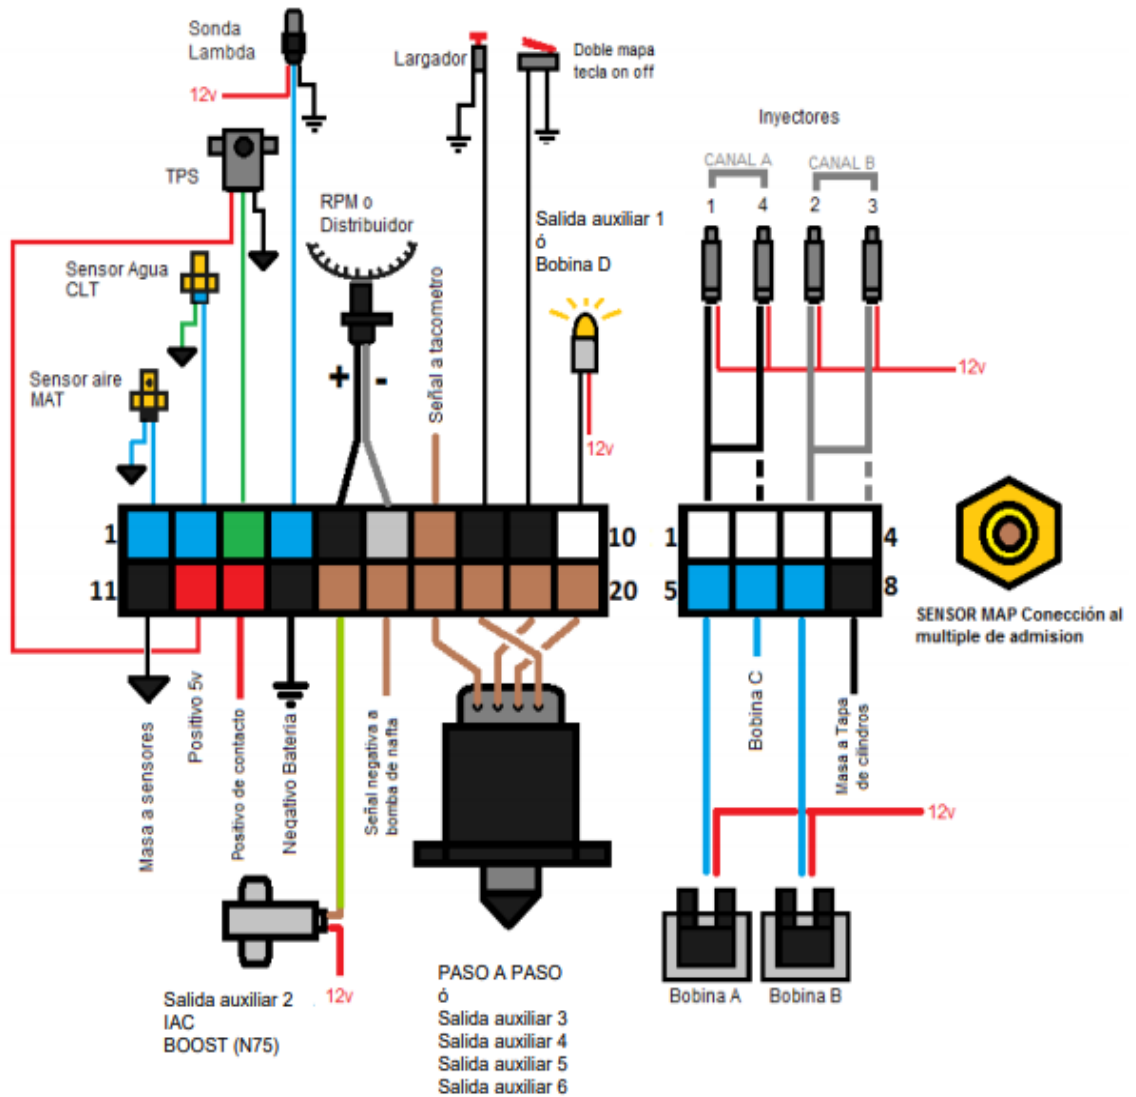 Sonda
Lambda
12v
TPS
Sensor Agua
CLT
Sensor aire
MAT
RPM o
Distribuidor
+ -
Señal a tacometro
Largador
Doble mapa
tecla on off
Salida auxiliar 1
ó
Bobina D
12v
Inyectores
CANAL A
CANAL B
1 4 2 3
12v
1
10
11
20
1
4
5
8
SENSOR MAP Conección al
multiple de admision
Masa a sensores
Positivo 5v
Positivo de contacto
Negativo Bateria
Señal negativa a
bomba de nafta
Bobina C
Masa a Tapa
de cilindros
12v
Salida auxiliar 2
IAC
BOOST (N75)
12v
PASO A PASO
ó
Salida auxiliar 3
Salida auxiliar 4
Salida auxiliar 5
Salida auxiliar 6
Bobina A
Bobina B